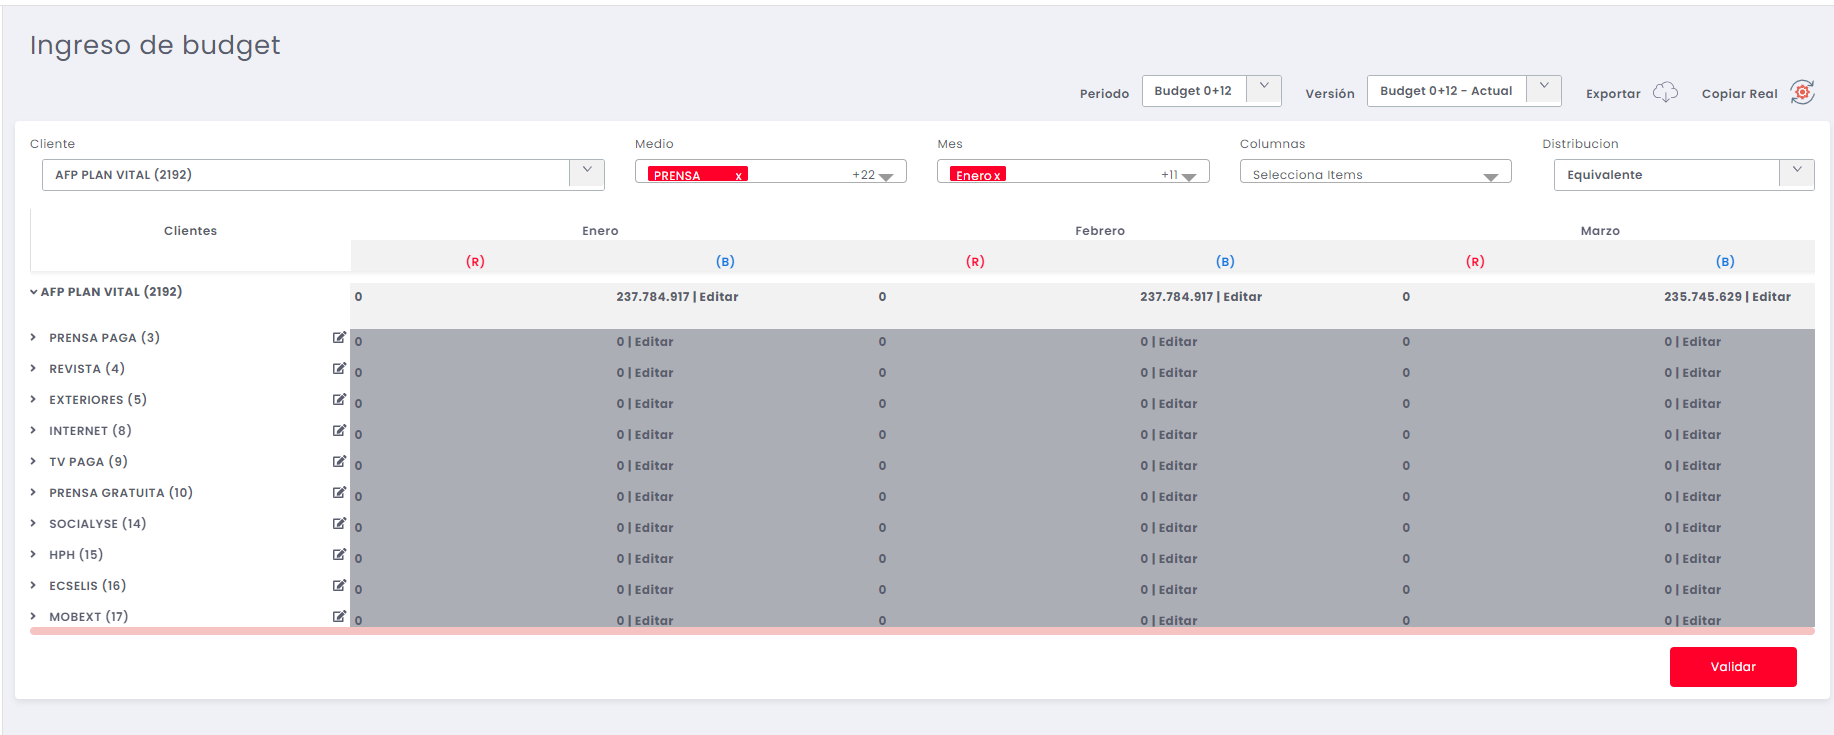 Ingreso de budget
Periodo Budget 0+12 Versión Budget 0+12 - Actual Exportar Copiar Real
Cliente Medio Mes Columnas Distribucion
AFP PLAN VITAL (2192) PRENSA x +22 Enero x +11 Selecciona Items Equivalente
Clientes Enero Febrero Marzo
(R) (B) (R) (B) (R) (B)
AFP PLAN VITAL (2192) 0 237.784.917 | Editar 0 237.784.917 | Editar 0 235.745.629 | Editar
PRENSA PAGA (3) 0 0 | Editar 0 0 | Editar 0 0 | Editar
REVISTA (4) 0 0 | Editar 0 0 | Editar 0 0 | Editar
EXTERIORES (5) 0 0 | Editar 0 0 | Editar 0 0 | Editar
INTERNET (8) 0 0 | Editar 0 0 | Editar 0 0 | Editar
TV PAGA (9) 0 0 | Editar 0 0 | Editar 0 0 | Editar
PRENSA GRATUITA (10) 0 0 | Editar 0 0 | Editar 0 0 | Editar
SOCIALYSE (14) 0 0 | Editar 0 0 | Editar 0 0 | Editar
HPH (15) 0 0 | Editar 0 0 | Editar 0 0 | Editar
ECSELIS (16) 0 0 | Editar 0 0 | Editar 0 0 | Editar
MOBEXT (17) 0 0 | Editar 0 0 | Editar 0 0 | Editar
Validar